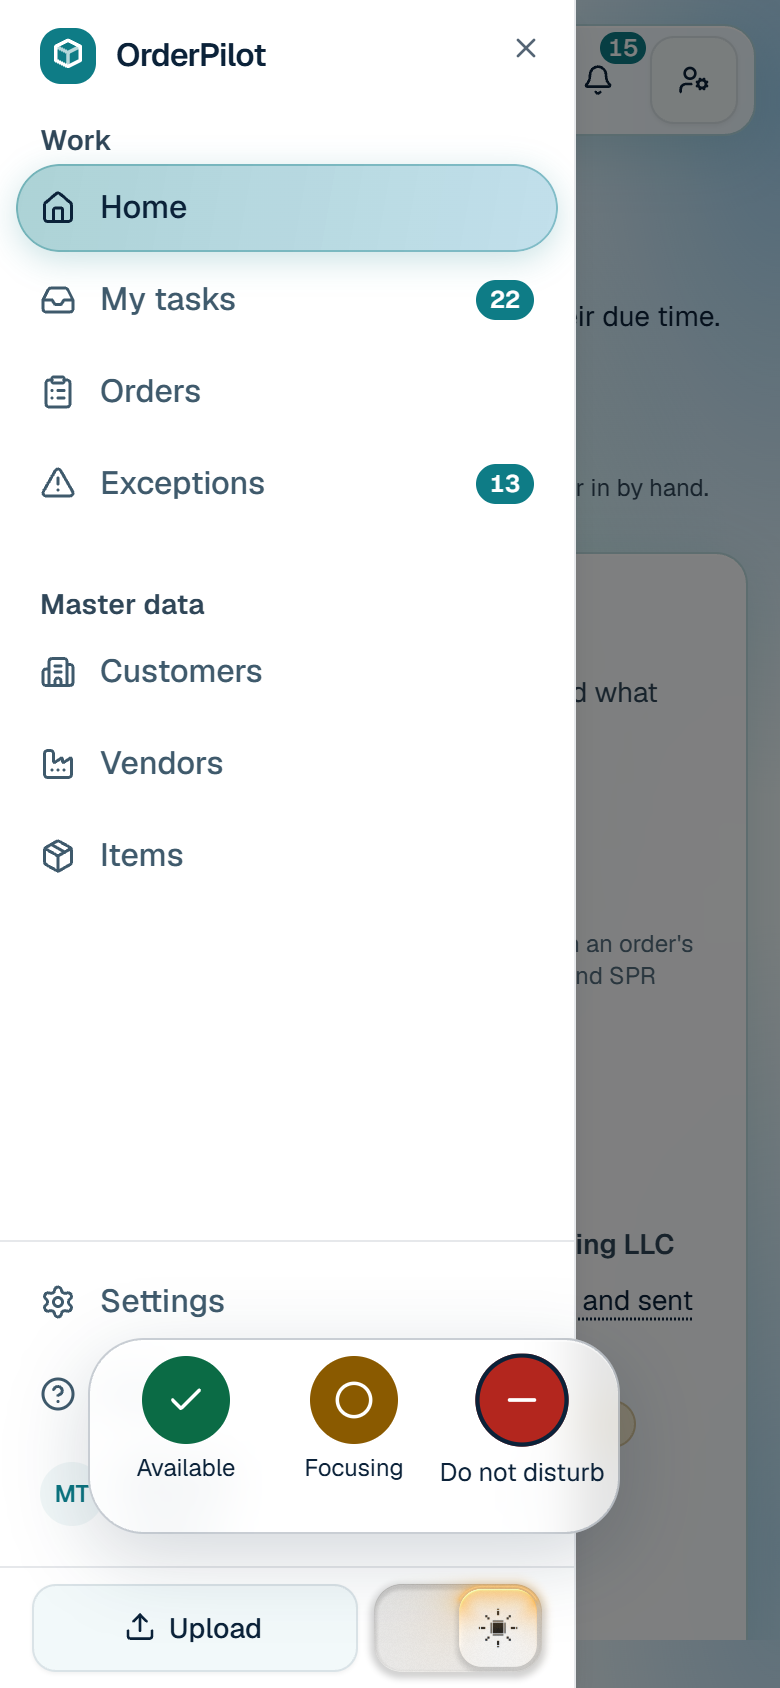 OrderPilot
15
Work
Home
My tasks
22
eir due time.
Orders
Exceptions
13
r in by hand.
Master data
Customers
d what
Vendors
Items
an order's
nd SPR
ing LLC
Settings
and sent
Available
Focusing
Do not disturb
MT
Upload